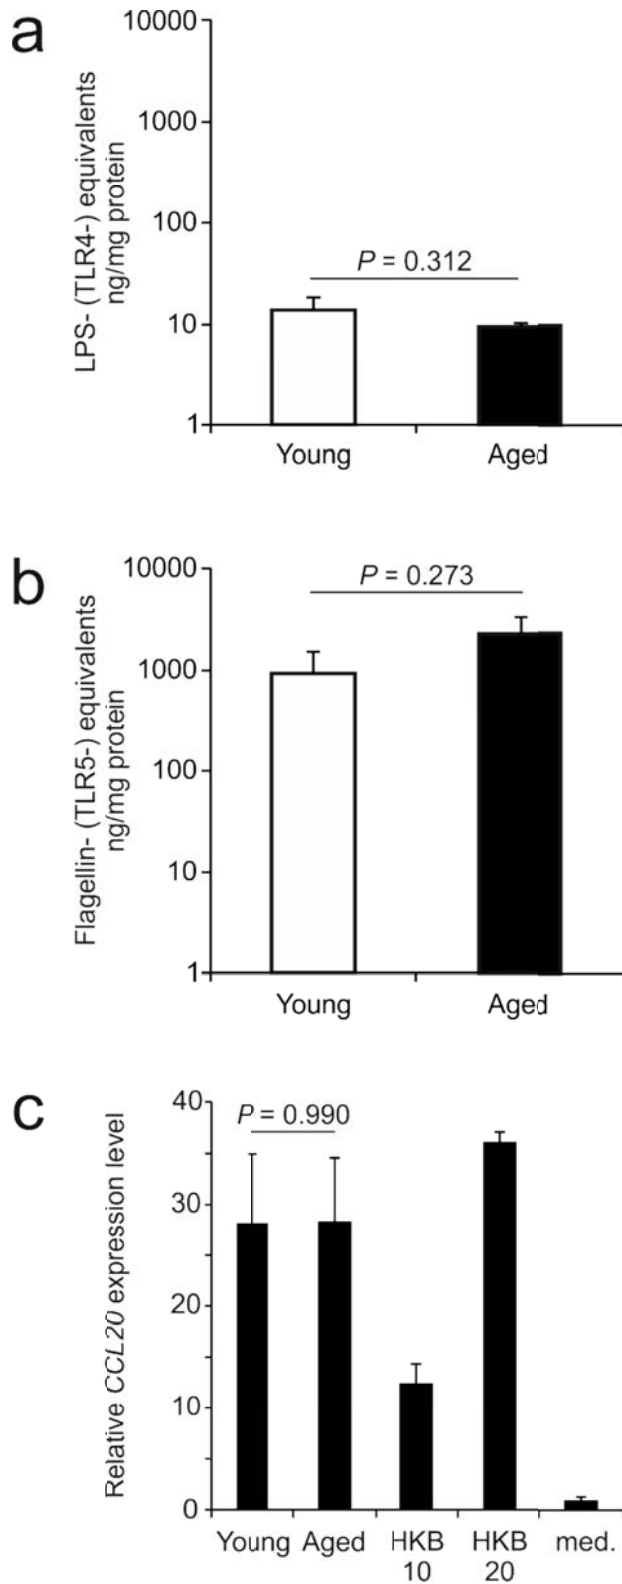 a
LPS- (TLR4-) equivalents
ng/mg protein
10000
1000
100
10
1
P = 0.312
Young
Aged
b
Flagellin- (TLR5-) equivalents
ng/mg protein
10000
1000
100
10
1
P = 0.273
Young
Aged
c
Relative CCL20 expression level
40
30
20
10
0
P = 0.990
Young
Aged
HKB
10
HKB
20
med.